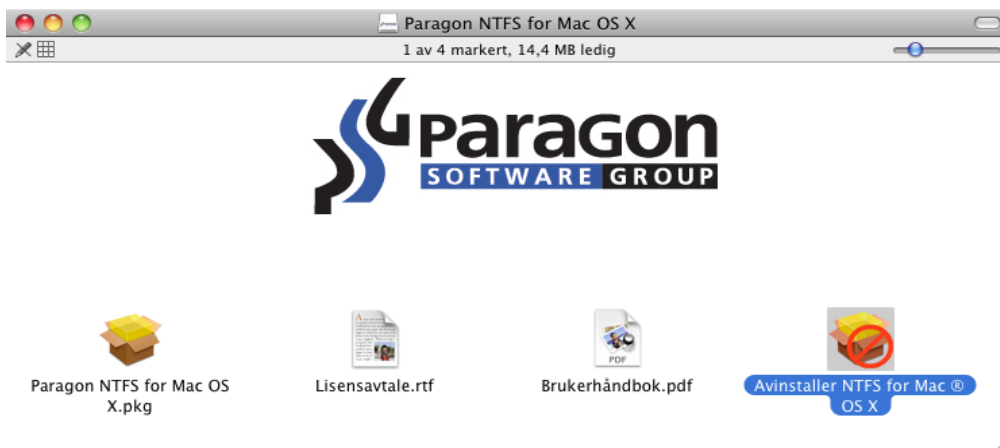 Paragon NTFS for Mac OS X
1 av 4 markert, 14,4 MB ledig
Paragon
SOFTWARE GROUP
Paragon NTFS for Mac OS
X.pkg
Lisensavtale.rtf
PDF
Brukerhåndbok.pdf
Avinstaller NTFS for Mac ®
OS X